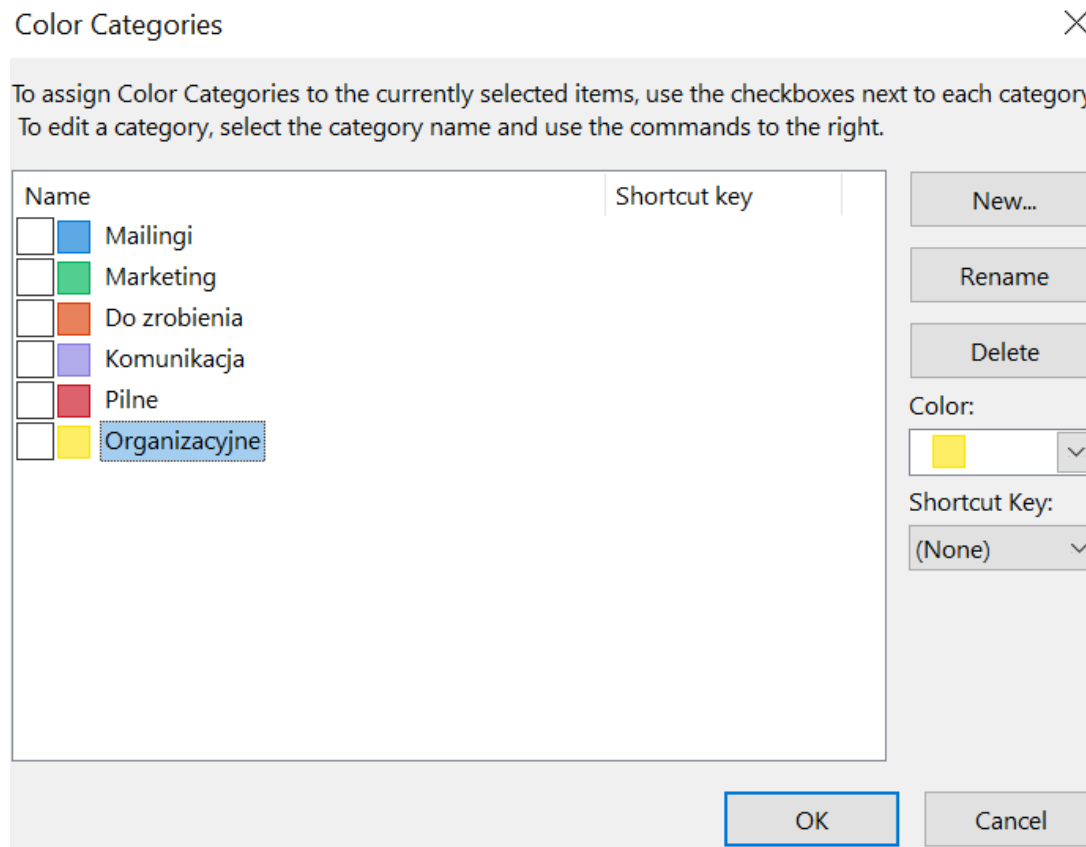 Color Categories
To assign Color Categories to the currently selected items, use the checkboxes next to each category
To edit a category, select the category name and use the commands to the right.
Name Shortcut key
New...
Mailingi
Marketing
Rename
Do zrobienia
Komunikacja
Delete
Pilne
Color:
Organizacyjne
Shortcut Key:
(None)
OK Cancel